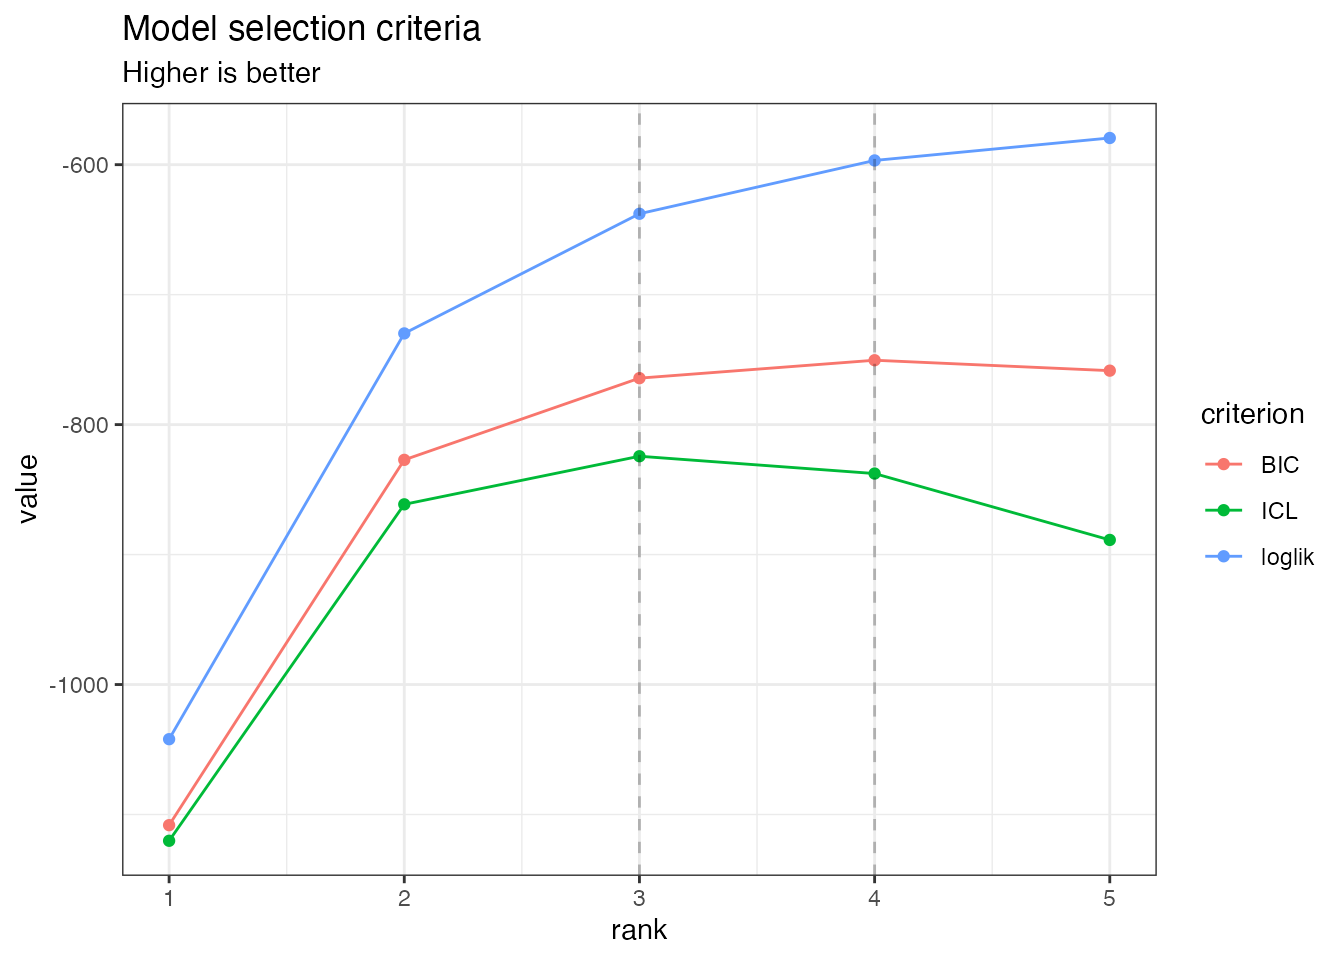 Model selection criteria
Higher is better
-600
-800
-1000
value
1 2 3 4 5
rank
criterion
BIC
ICL
loglik